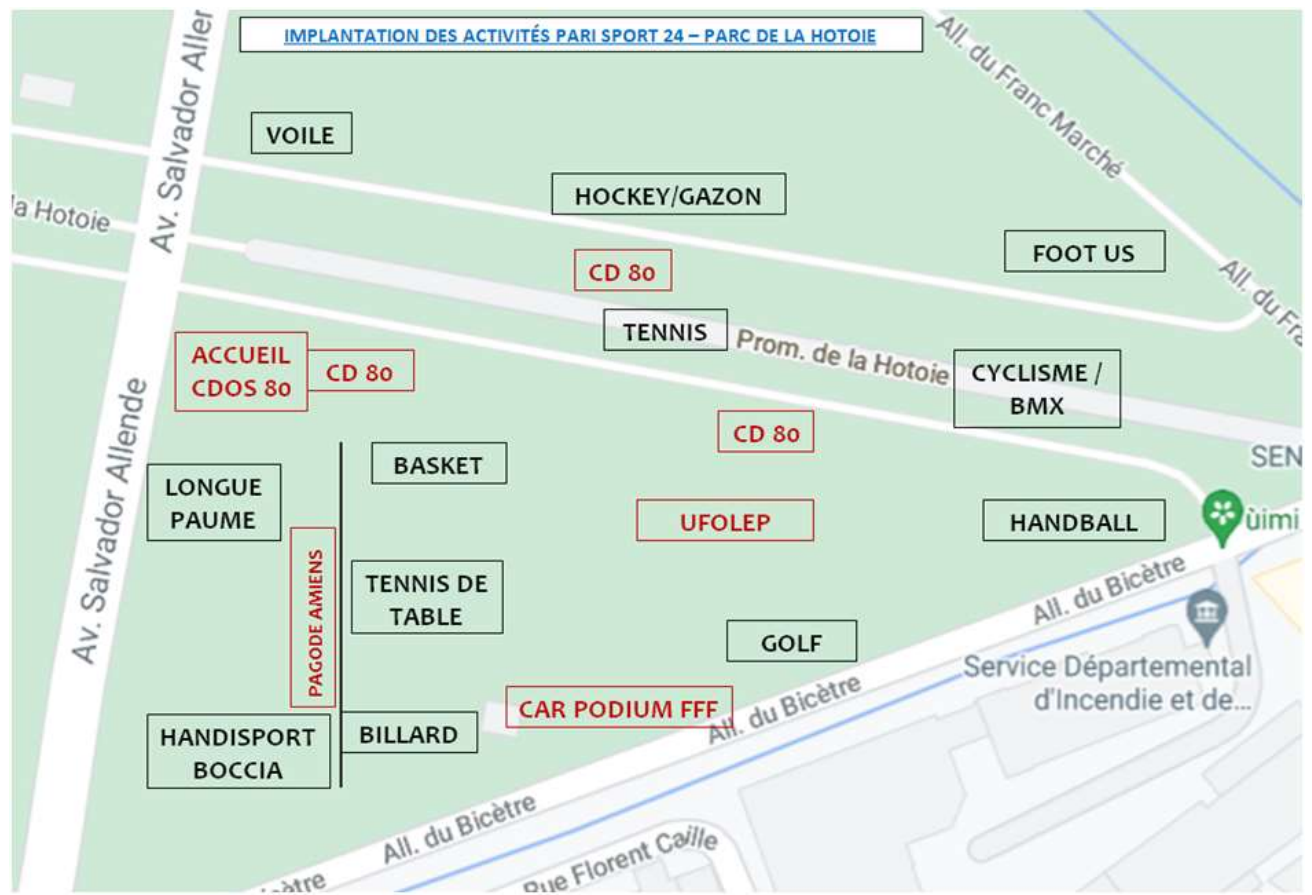 IMPLANTATION DES ACTIVITÉS PARI SPORT 24 – PARC DE LA HOTOIE
Av. Salvador Aller
All. du Franc Marché
VOILE
HOCKEY/GAZON
la Hotoie
FOOT US
CD 80
All. du Fra
TENNIS
Prom. de la Hotoie
ACCUEIL
CDOS 80
CD 80
CYCLISME /
BMX
CD 80
BASKET
SEN
LONGUE
PAUME
UFOLEP
HANDBALL
ùimi
Av. Salvador Allende
PAGODE AMIENS
TENNIS DE
TABLE
All. du Bicètre
GOLF
Service Départemental
d'Incendie et de...
CAR PODIUM FFF
All. du Bicètre
HANDISPORT
BOCCIA
BILLARD
All. du Bicètre
Rue Florent Caille
cètre